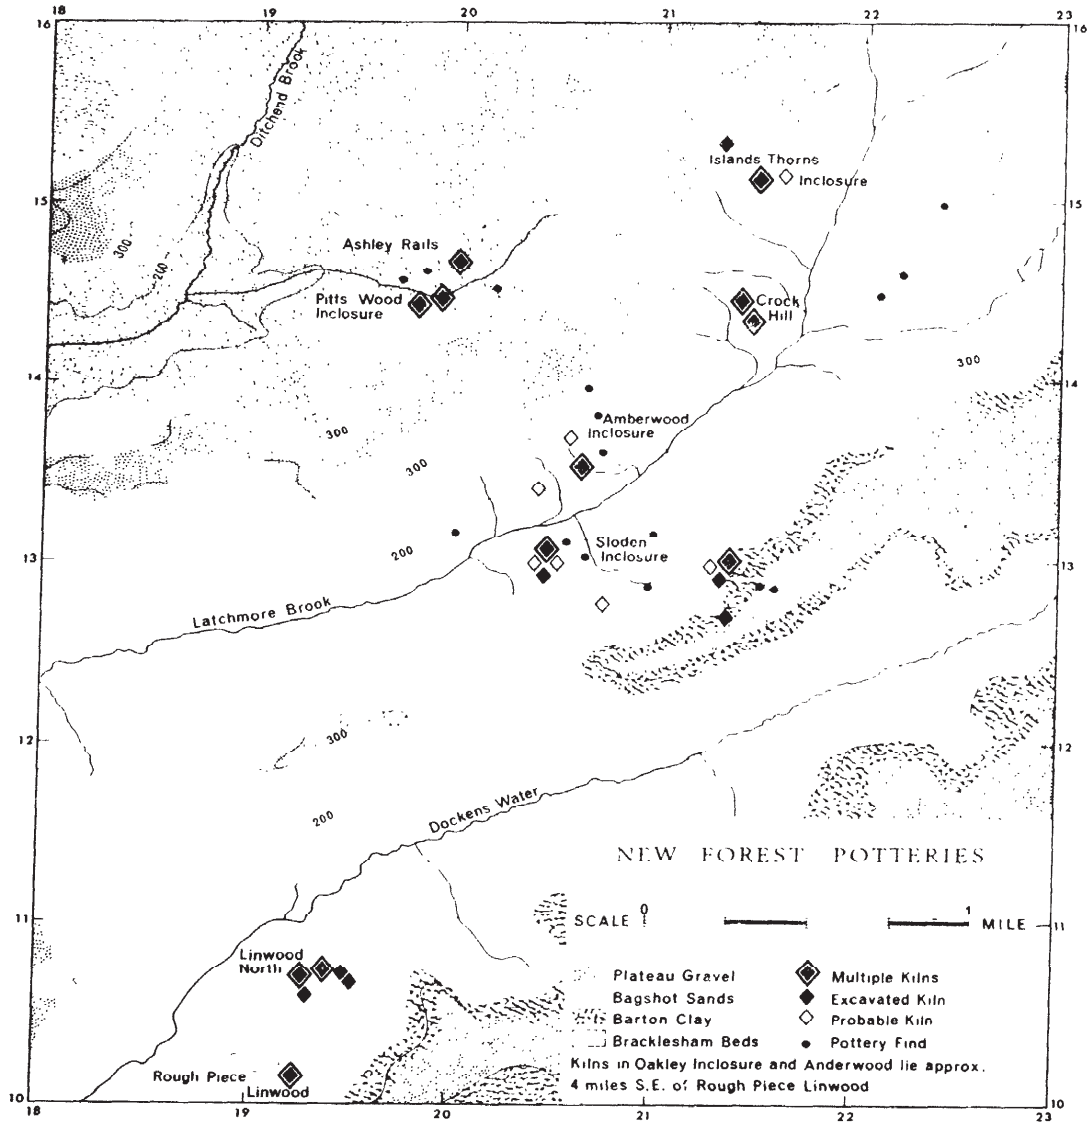 18 19 20 21 22 23
16 16
Ditchend Brook
Islands Thorns
Inclosure
15 15
Ashley Rails
300
200
Pitts Wood
Inclosure
Crock
Hill
300
14 14
Amberwood
Inclosure
300
300
200
Sloden
Inclosure
13 13
Latchmore Brook
12 12
300
200
Dockens Water
NEW FOREST POTTERIES
SCALE 0 1 MILE
11 11
Linwood
North
Plateau Gravel
Bagshot Sands
Barton Clay
Bracklesham Beds
Multiple Kilns
Excavated Kiln
Probable Kiln
Pottery Find
Kilns in Oakley Inclosure and Anderwood lie approx.
4 miles S.E. of Rough Piece Linwood
Rough Piece
Linwood
10 10
18 19 20 21 22 23